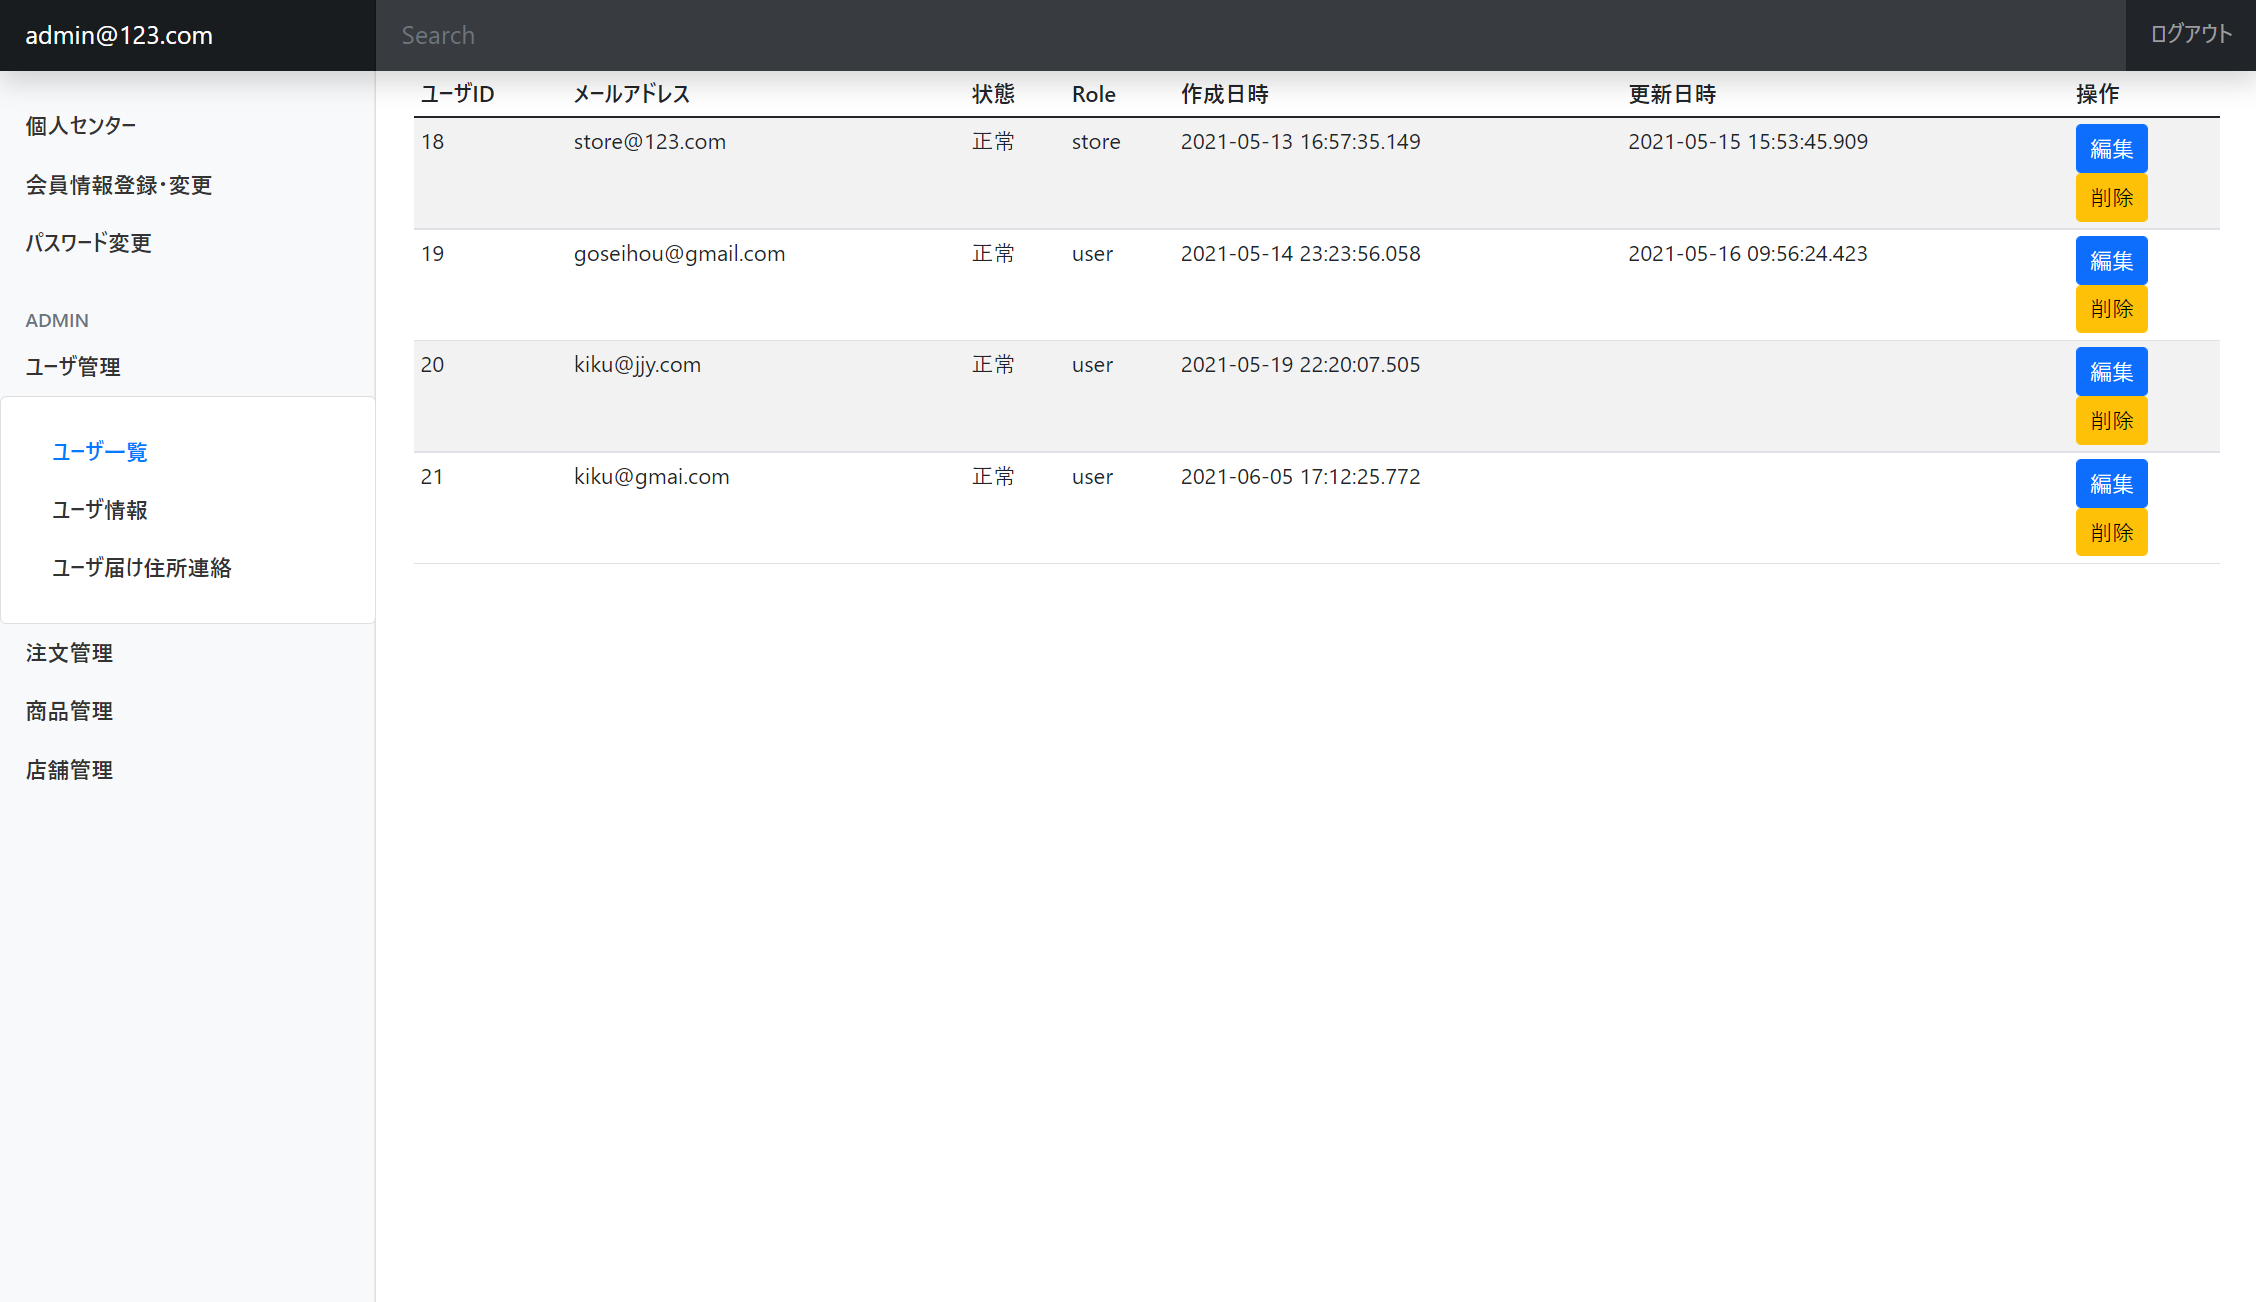 admin@123.com
Search
ログアウト
個人センター
会員情報登録・変更
パスワード変更
ADMIN
ユーザ管理
ユーザ一覧
ユーザ情報
ユーザ届け住所連絡
注文管理
商品管理
店舗管理
ユーザID メールアドレス 状態 Role 作成日時 更新日時 操作
18 store@123.com 正常 store 2021-05-13 16:57:35.149 2021-05-15 15:53:45.909 編集
削除
19 goseihou@gmail.com 正常 user 2021-05-14 23:23:56.058 2021-05-16 09:56:24.423 編集
削除
20 kiku@jjy.com 正常 user 2021-05-19 22:20:07.505 編集
削除
21 kiku@gmai.com 正常 user 2021-06-05 17:12:25.772 編集
削除